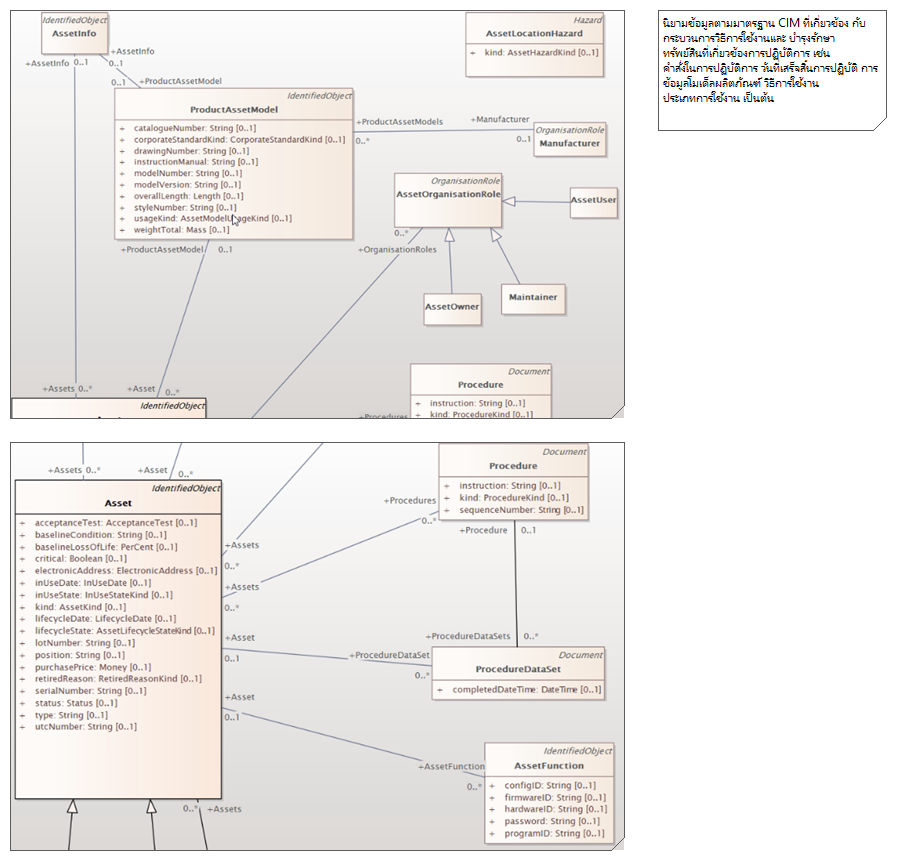 IdentifiedObject
AssetInfo
+AssetInfo
+AssetInfo 0..1
0..1
+ProductAssetModel
0..1
Hazard
AssetLocationHazard
+ kind: AssetHazardKind [0..1]
นิยามข้อมูลตามมาตรฐาน CIM ที่เกี่ยวข้อง กับ
กระบวนการวิธีการใช้งานและ บำรุงรักษา
ทรัพย์สินที่เกี่ยวข้องการปฏิบัติการ เช่น
คำสั่งในการปฏิบัติการ วันที่เสร็จสิ้นการปฏิบัติ การ
ข้อมูลโมเดลผลิตภัณฑ์ วิธีการใช้งาน
ประเภทการใช้งาน เป็นต้น
IdentifiedObject
ProductAssetModel
+ catalogueNumber: String [0..1]
+ corporateStandardKind: CorporateStandardKind [0..1]
+ drawingNumber: String [0..1]
+ instructionManual: String [0..1]
+ modelNumber: String [0..1]
+ modelVersion: String [0..1]
+ overallLength: Length [0..1]
+ styleNumber: String [0..1]
+ usageKind: AssetModelUsageKind [0..1]
+ weightTotal: Mass [0..1]
+ProductAssetModels
0..*
+Manufacturer
0..1
OrganisationRole
Manufacturer
OrganisationRole
AssetOrganisationRole
AssetUser
0..*
+OrganisationRoles
+ProductAssetModel 0..1
AssetOwner
Maintainer
+Assets 0..*
+Asset 0..*
IdentifiedObject
Document
Procedure
+ instruction: String [0..1]
+ kind: ProcedureKind [0..1]
+Procedures
+Assets 0..*
+Asset 0..*
IdentifiedObject
Asset
+ acceptanceTest: AcceptanceTest [0..1]
+ baselineCondition: String [0..1]
+ baselineLossOfLife: PerCent [0..1]
+ critical: Boolean [0..1]
+ electronicAddress: ElectronicAddress [0..1]
+ inUseDate: InUseDate [0..1]
+ inUseState: InUseStateKind [0..1]
+ kind: AssetKind [0..1]
+ lifecycleDate: LifecycleDate [0..1]
+ lifecycleState: AssetLifecycleStateKind [0..1]
+ lotNumber: String [0..1]
+ position: String [0..1]
+ purchasePrice: Money [0..1]
+ retiredReason: RetiredReasonKind [0..1]
+ serialNumber: String [0..1]
+ status: Status [0..1]
+ type: String [0..1]
+ utcNumber: String [0..1]
0..* +Assets
+Assets
0..*
+Assets
0..*
+Asset
0..1
+Asset
0..1
+Procedures
0..*
Document
Procedure
+ instruction: String [0..1]
+ kind: ProcedureKind [0..1]
+ sequenceNumber: String [0..1]
+Procedure 0..1
+ProcedureDataSets 0..*
+ProcedureDataSet
0..*
Document
ProcedureDataSet
+ completedDateTime: DateTime [0..1]
+AssetFunction
0..*
IdentifiedObject
AssetFunction
+ configID: String [0..1]
+ firmwareID: String [0..1]
+ hardwareID: String [0..1]
+ password: String [0..1]
+ programID: String [0..1]